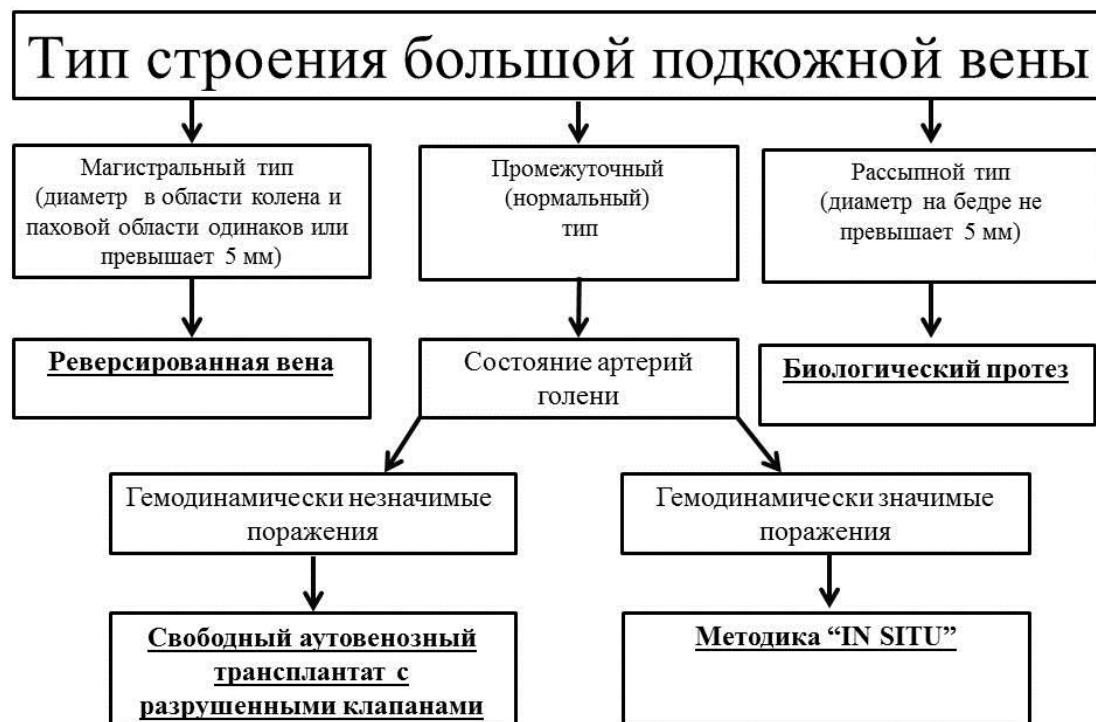 Тип строения большой подкожной вены
Магистральный тип
(диаметр в области колена и
паховой области одинаков или
превышает 5 мм)
Промежуточный
(нормальный)
тип
Рассыпной тип
(диаметр на бедре не
превышает 5 мм)
Реверсированная вена
Состояние артерий
голени
Биологический протез
Гемодинамически незначимые
поражения
Гемодинамически значимые
поражения
Свободный аутовенозный
трансплантат с
разрушенными клапанами
Методика “IN SITU”